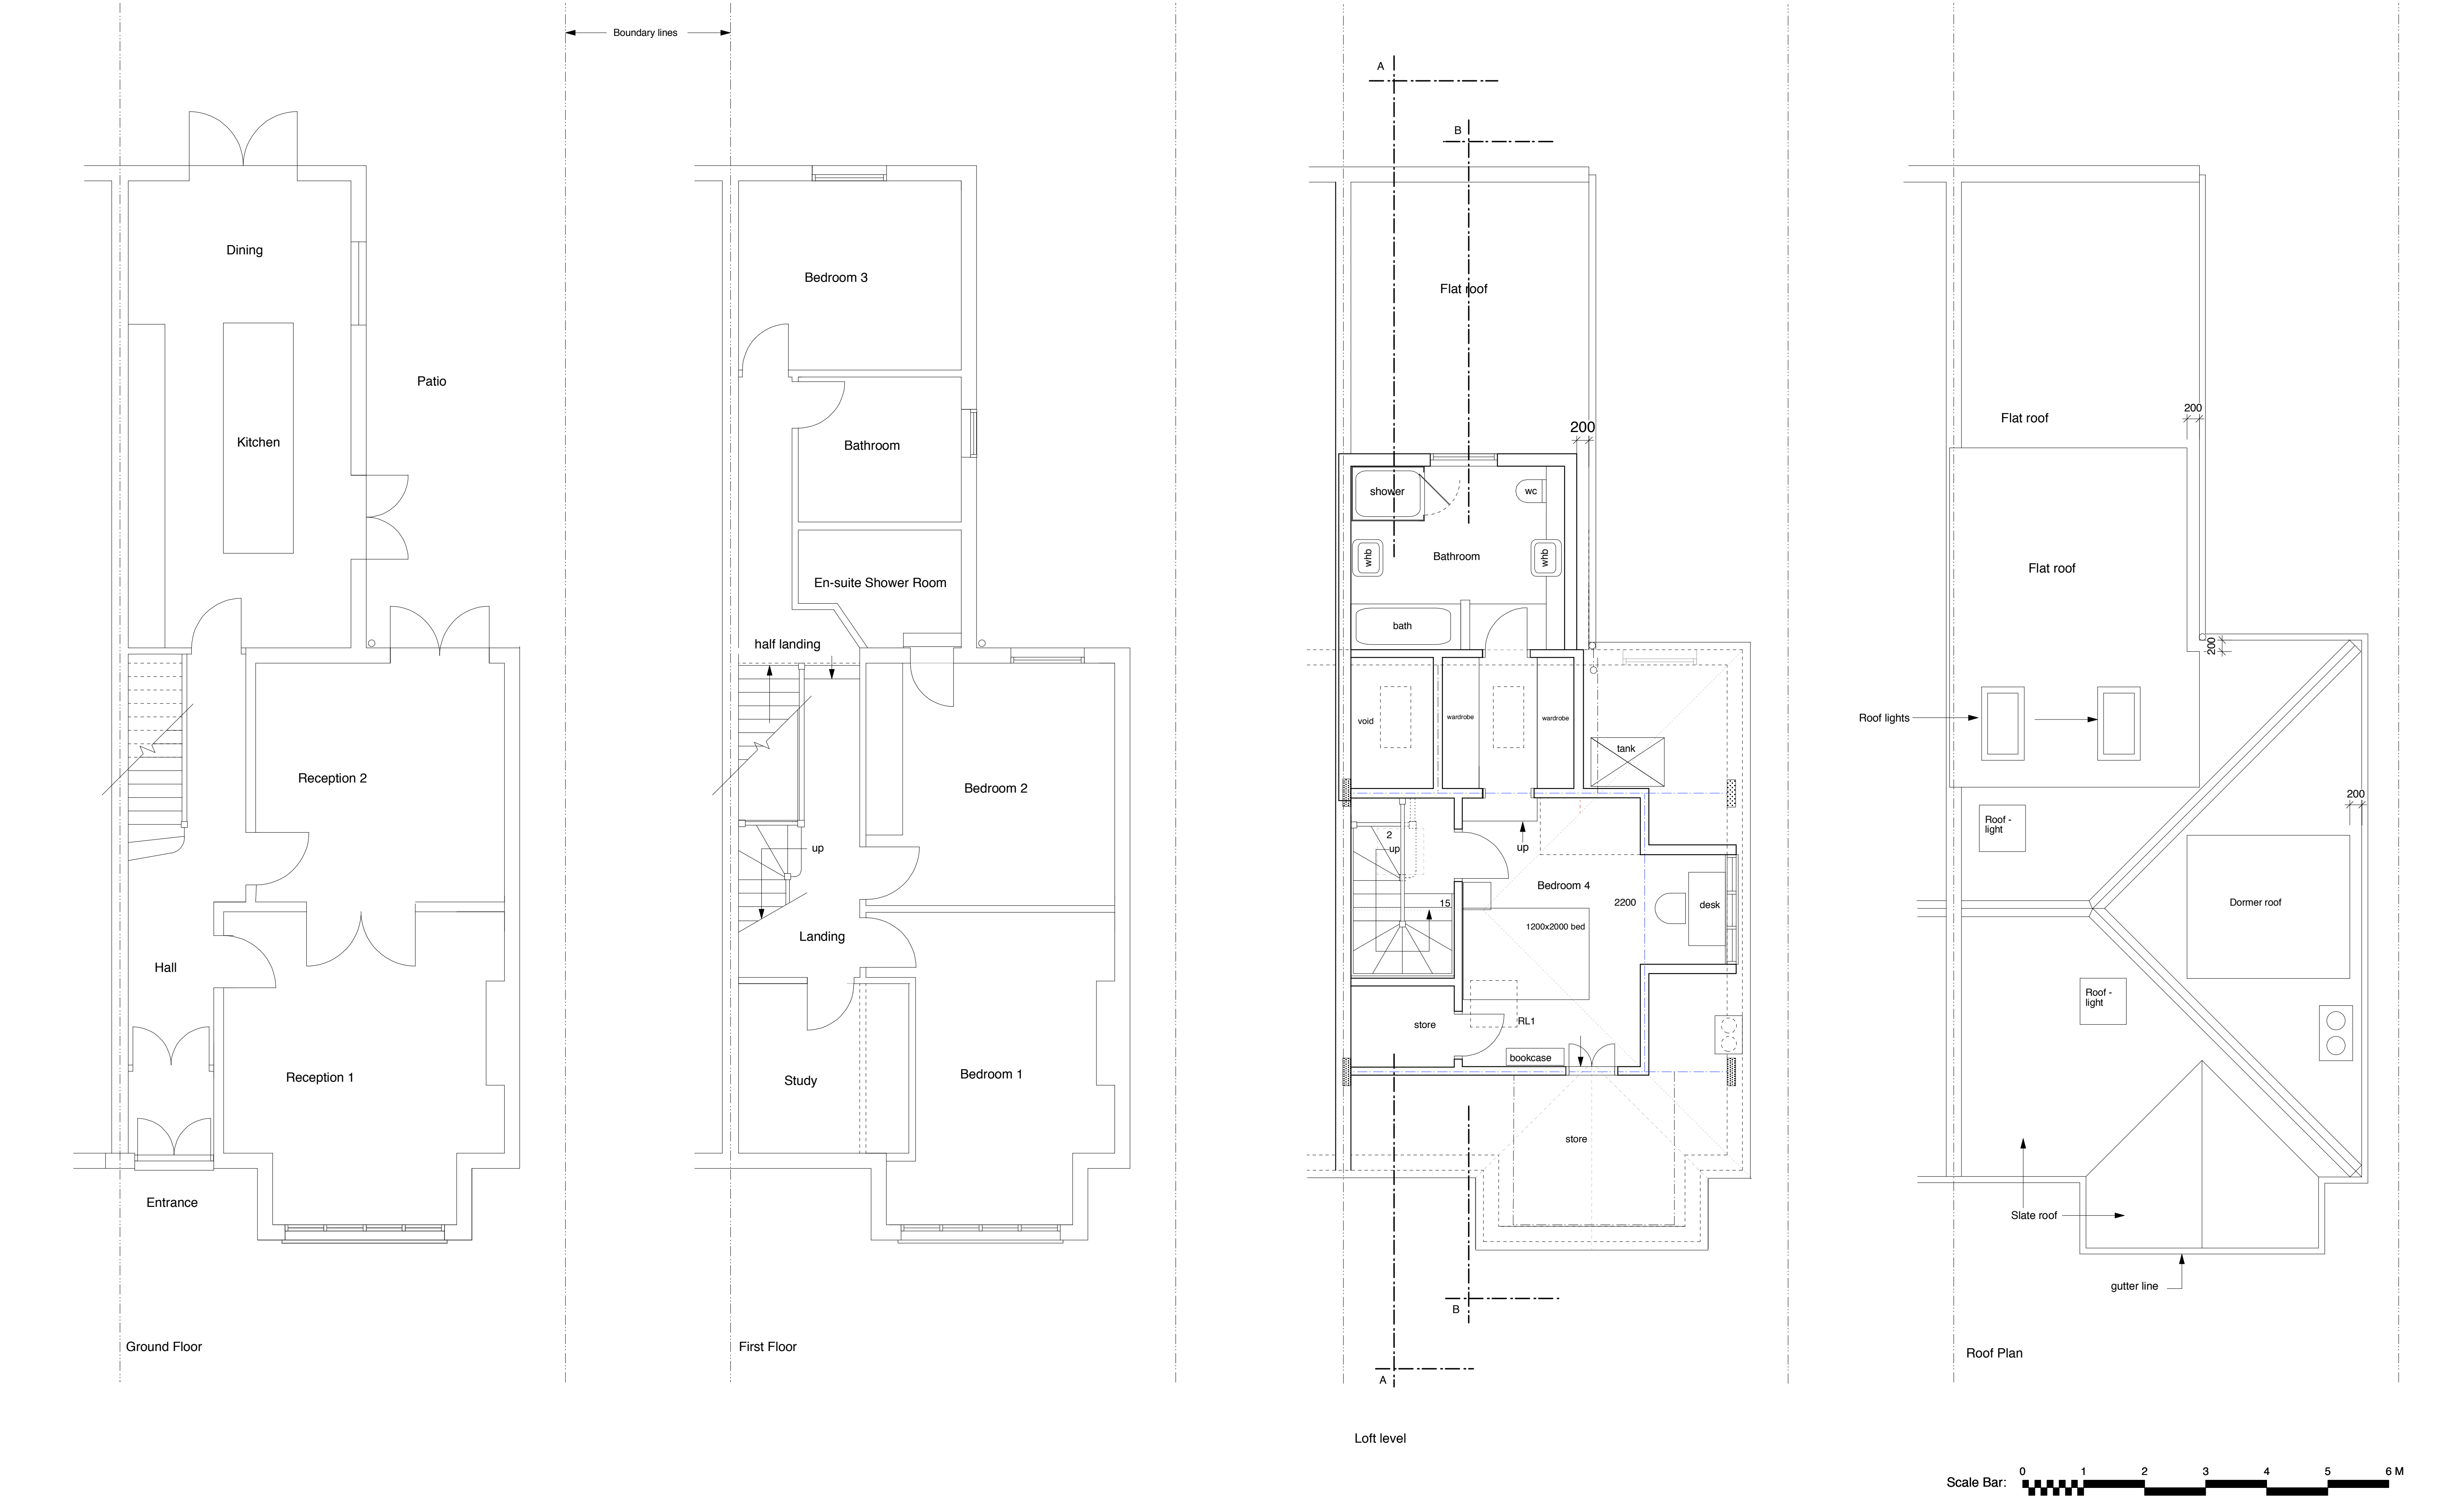 Boundary lines
Dining
Patio
Kitchen
Reception 2
Hall
Reception 1
Entrance
Ground Floor
Bedroom 3
Bathroom
En-suite Shower Room
half landing
Bedroom 2
up
Landing
Study
Bedroom 1
First Floor
A
B
Flat roof
200
shower
wc
whb
whb
Bathroom
bath
void
wardrobe
wardrobe
tank
2
up
up
Bedroom 4
15
2200
desk
1200x2000 bed
store
RL1
bookcase
store
B
A
Loft level
Flat roof
200
Flat roof
200
Roof lights
200
Roof -
light
Dormer roof
Roof -
light
Slate roof
gutter line
Roof Plan
Scale Bar:
0 1 2 3 4 5 6 M